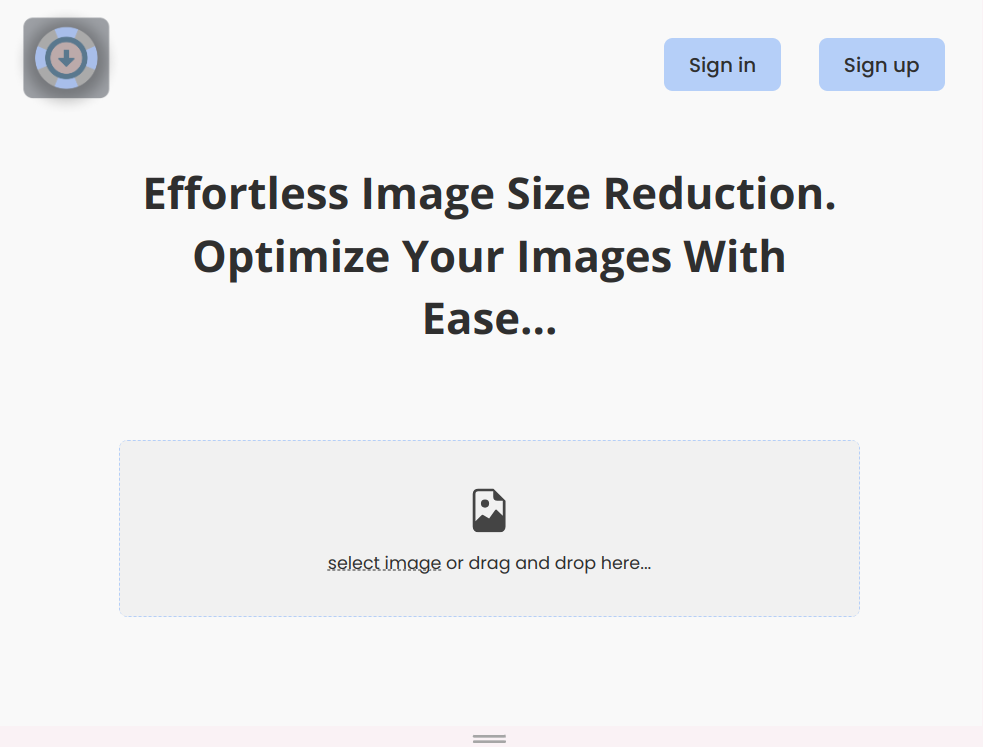 Sign in
Sign up
Effortless Image Size Reduction.
Optimize Your Images With
Ease...
select image or drag and drop here...